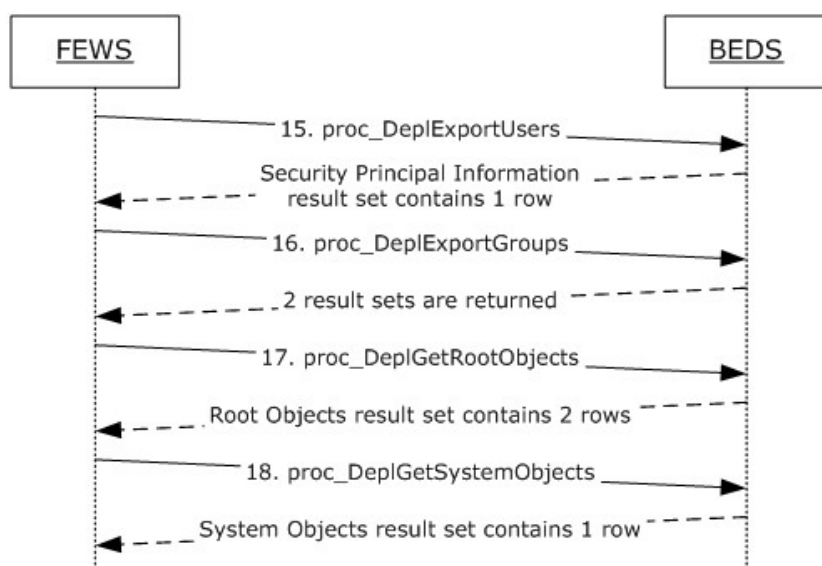 FEWS
BEDS
15. proc_DeplExportUsers
Security Principal Information
result set contains 1 row
16. proc_DeplExportGroups
2 result sets are returned
17. proc_DeplGetRootObjects
Root Objects result set contains 2 rows
18. proc_DeplGetSystemObjects
System Objects result set contains 1 row